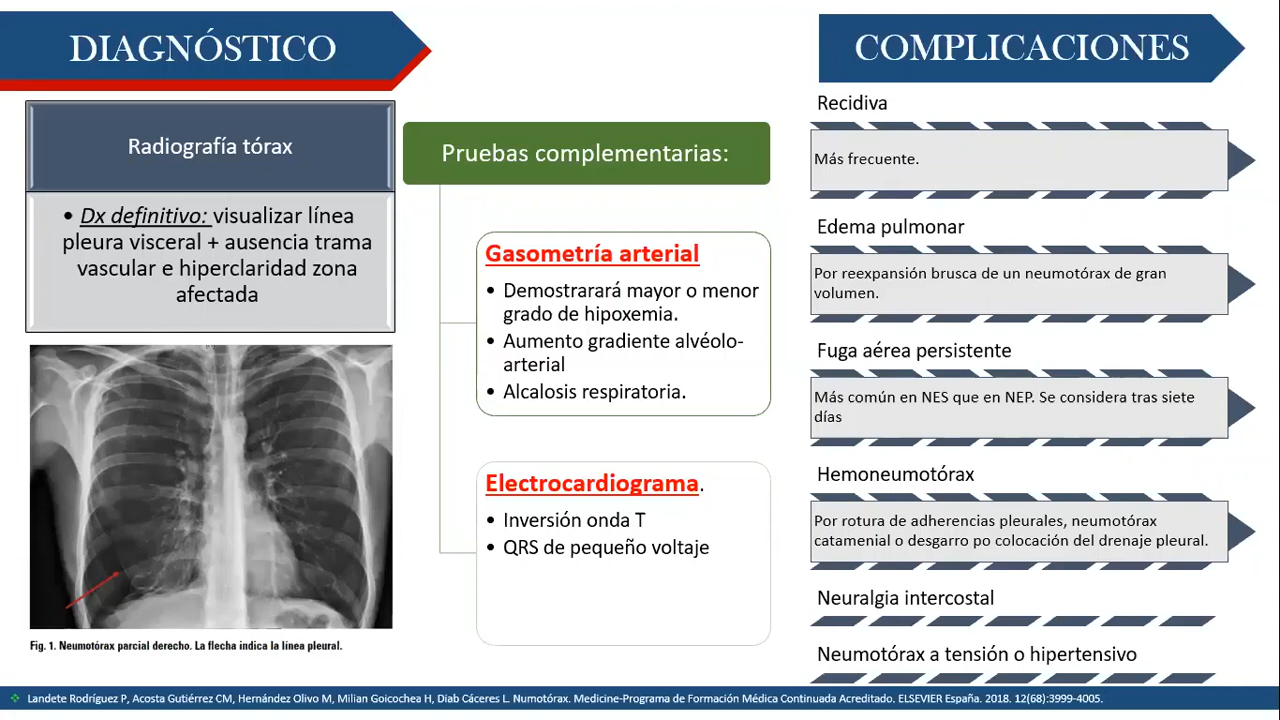 DIAGNÓSTICO
Radiografía tórax
• Dx definitivo: visualizar línea
pleura visceral + ausencia trama
vascular e hiperclaridad zona
afectada
Fig. 1. Neumotórax parcial derecho. La flecha indica la línea pleural.
Pruebas complementarias:
Gasometría arterial
• Demostrarará mayor o menor
grado de hipoxemia.
• Aumento gradiente alvéolo-
arterial
• Alcalosis respiratoria.
Electrocardiograma.
• Inversión onda T
• QRS de pequeño voltaje
COMPLICACIONES
Recidiva
Más frecuente.
Edema pulmonar
Por reexpansión brusca de un neumotórax de gran
volumen.
Fuga aérea persistente
Más común en NES que en NEP. Se considera tras siete
días
Hemoneumotórax
Por rotura de adherencias pleurales, neumotórax
catamenial o desgarro po colocación del drenaje pleural.
Neuralgia intercostal
Neumotórax a tensión o hipertensivo
❖ Landete Rodríguez P, Acosta Gutiérrez CM, Hernández Olivo M, Milian Goicochea H, Diab Cáceres L. Numotórax. Medicine-Programa de Formación Médica Continuada Acreditado. ELSEVIER España. 2018. 12(68):3999-4005.